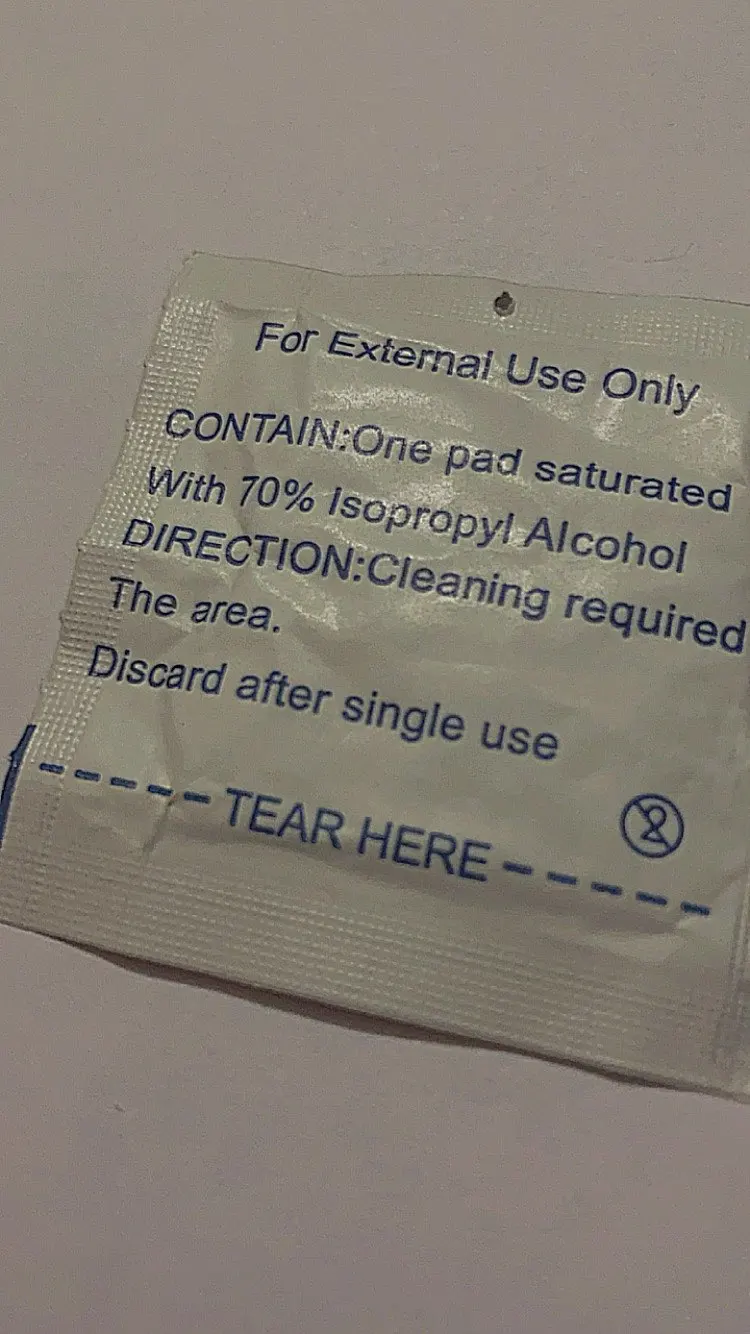 For External Use Only
CONTAIN:One pad saturated
With 70% Isopropyl Alcohol
DIRECTION:Cleaning required
The area.
Discard after single use
TEAR HERE
2